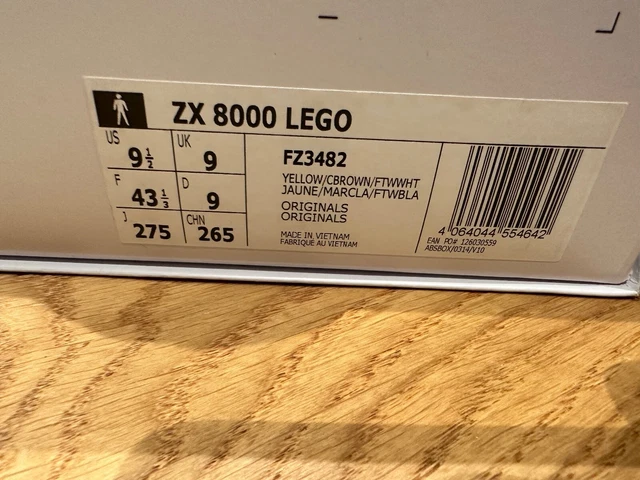 ZX 8000 LEGO
US 9½ UK 9
F 43⅓ D 9
J 275 CHN 265
FZ3482
YELLOW/CBROWN/FTWWHT
JAUNE/MARCLA/FTWBLA
ORIGINALS
ORIGINALS
MADE IN VIETNAM
FABRIQUÉ AU VIETNAM
4 064044 554642
EAN PO# 126030559
ABSBOX/0314/V10